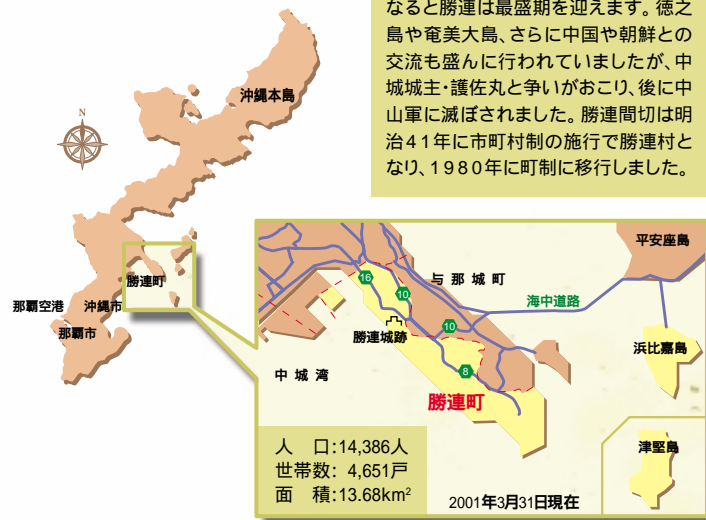 なると勝連は最盛期を迎えます。徳之
島や奄美大島、さらに中国や朝鮮との
交流も盛んに行われていましたが、中
城城主・護佐丸と争いがおこり、後に中
山軍に滅ぼされました。勝連間切は明
治41年に市町村制の施行で勝連村と
なり、1980年に町制に移行しました。
沖縄本島
N
勝連町
那覇空港
沖縄市
那覇市
平安座島
与那城町
海中道路
16
10
10
勝連城跡
浜比嘉島
中城湾
8
勝連町
津堅島
人　口:14,386人
世帯数: 4,651戸
面　積:13.68km²
2001年3月31日現在